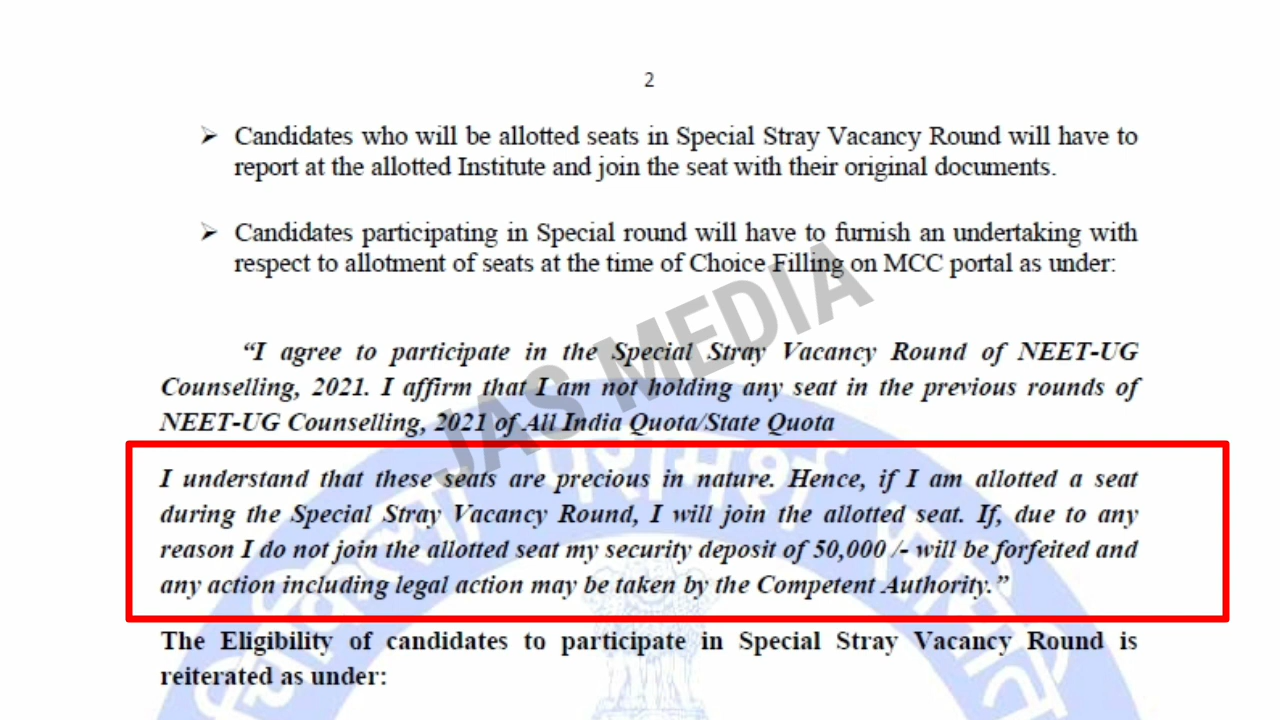 2
➢ Candidates who will be allotted seats in Special Stray Vacancy Round will have to
report at the allotted Institute and join the seat with their original documents.
➢ Candidates participating in Special round will have to furnish an undertaking with
respect to allotment of seats at the time of Choice Filling on MCC portal as under:
“I agree to participate in the Special Stray Vacancy Round of NEET-UG
Counselling, 2021. I affirm that I am not holding any seat in the previous rounds of
NEET-UG Counselling, 2021 of All India Quota/State Quota
I understand that these seats are precious in nature. Hence, if I am allotted a seat
during the Special Stray Vacancy Round, I will join the allotted seat. If, due to any
reason I do not join the allotted seat my security deposit of 50,000 /- will be forfeited and
any action including legal action may be taken by the Competent Authority.”
The Eligibility of candidates to participate in Special Stray Vacancy Round is
reiterated as under:
JAS MEDIA